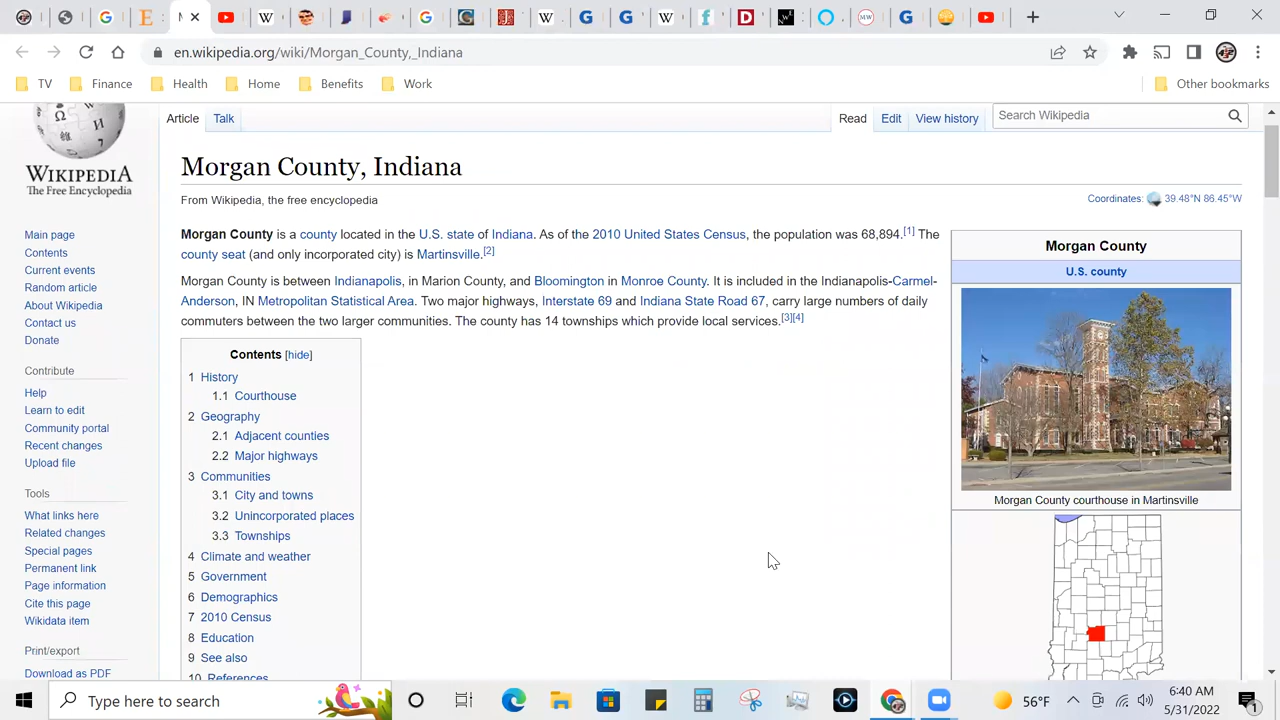 M
en.wikipedia.org/wiki/Morgan_County,_Indiana
TV Finance Health Home Benefits Work Other bookmarks
WIKIPEDIA
The Free Encyclopedia
Main page
Contents
Current events
Random article
About Wikipedia
Contact us
Donate
Contribute
Help
Learn to edit
Community portal
Recent changes
Upload file
Tools
What links here
Related changes
Special pages
Permanent link
Page information
Cite this page
Wikidata item
Print/export
Download as PDF
Article Talk Read Edit View history Search Wikipedia
Morgan County, Indiana
From Wikipedia, the free encyclopedia
Coordinates: 39.48°N 86.45°W
Morgan County is a county located in the U.S. state of Indiana. As of the 2010 United States Census, the population was 68,894.[1] The
county seat (and only incorporated city) is Martinsville.[2]
Morgan County is between Indianapolis, in Marion County, and Bloomington in Monroe County. It is included in the Indianapolis-Carmel-
Anderson, IN Metropolitan Statistical Area. Two major highways, Interstate 69 and Indiana State Road 67, carry large numbers of daily
commuters between the two larger communities. The county has 14 townships which provide local services.[3][4]
Contents [hide]
1 History
1.1 Courthouse
2 Geography
2.1 Adjacent counties
2.2 Major highways
3 Communities
3.1 City and towns
3.2 Unincorporated places
3.3 Townships
4 Climate and weather
5 Government
6 Demographics
7 2010 Census
8 Education
9 See also
10 References
Morgan County
U.S. county
Morgan County courthouse in Martinsville
Type here to search
56°F
6:40 AM
5/31/2022
1